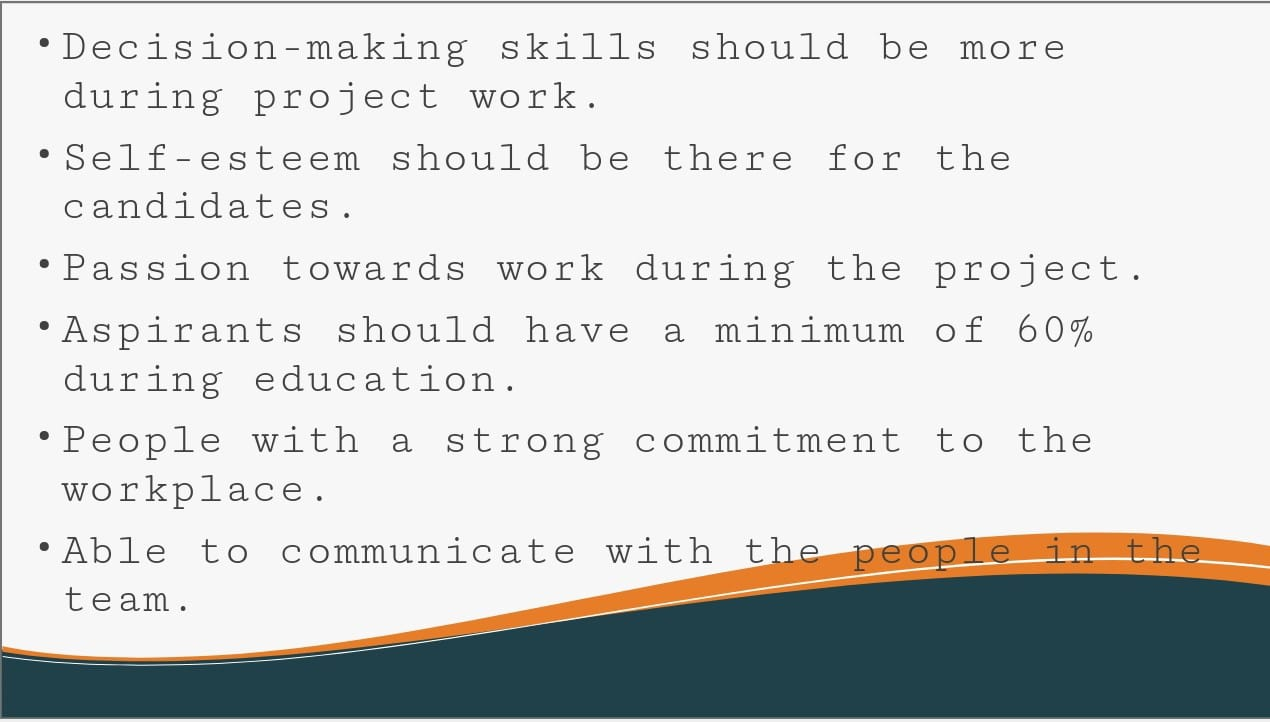 • Decision-making skills should be more
during project work.
• Self-esteem should be there for the
candidates.
• Passion towards work during the project.
• Aspirants should have a minimum of 60%
during education.
• People with a strong commitment to the
workplace.
• Able to communicate with the people in the
team.